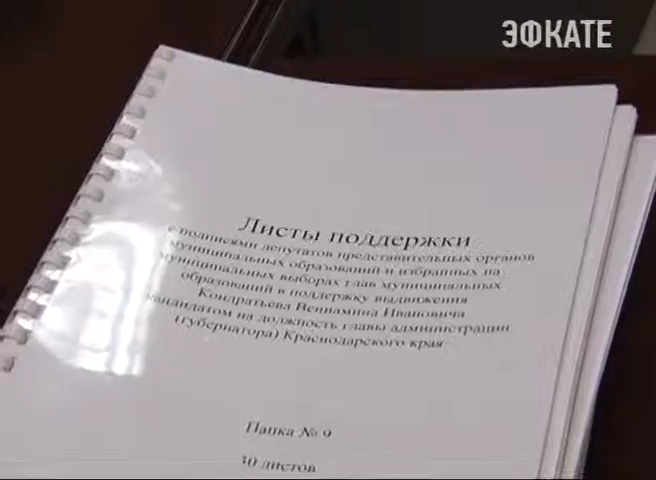 ЭФКАТЕ
Листы поддержки
с подписями депутатов представительных органов
муниципальных образований и избранных на
муниципальных выборах глав муниципальных
образований в поддержку выдвижения
Кондратьева Вениамина Ивановича
кандидатом на должность главы администрации
(губернатора) Краснодарского края
Папка № 9
30 листов